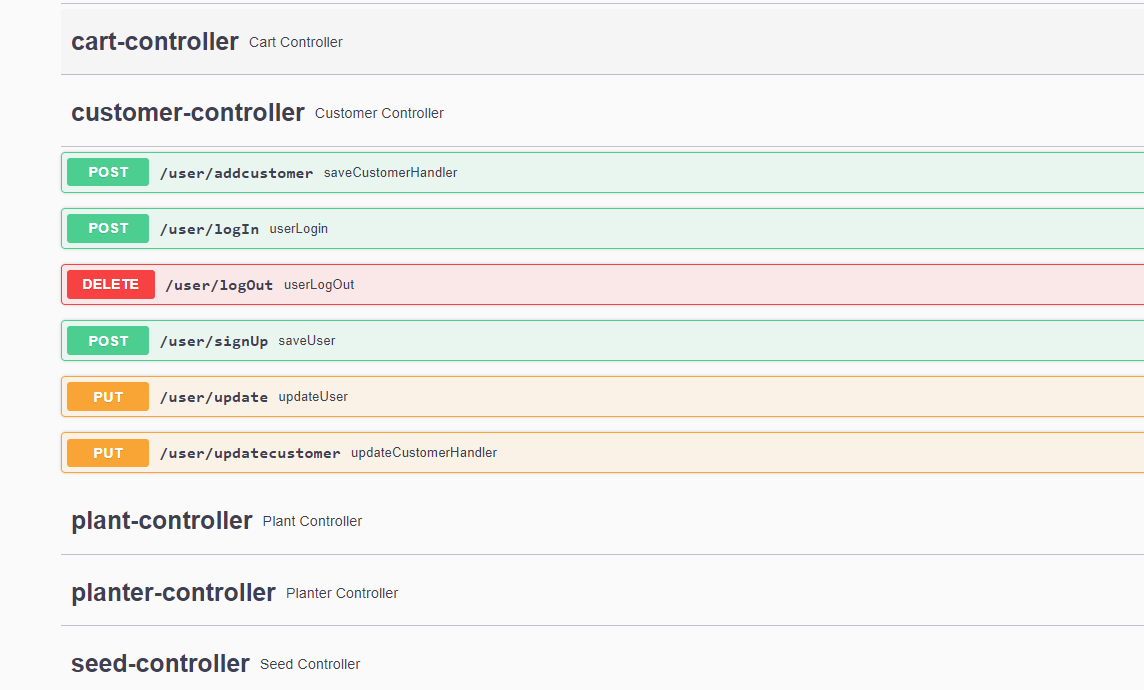 cart-controller Cart Controller
customer-controller Customer Controller
POST /user/addcustomer saveCustomerHandler
POST /user/logIn userLogin
DELETE /user/logOut userLogOut
POST /user/signUp saveUser
PUT /user/update updateUser
PUT /user/updatecustomer updateCustomerHandler
plant-controller Plant Controller
planter-controller Planter Controller
seed-controller Seed Controller